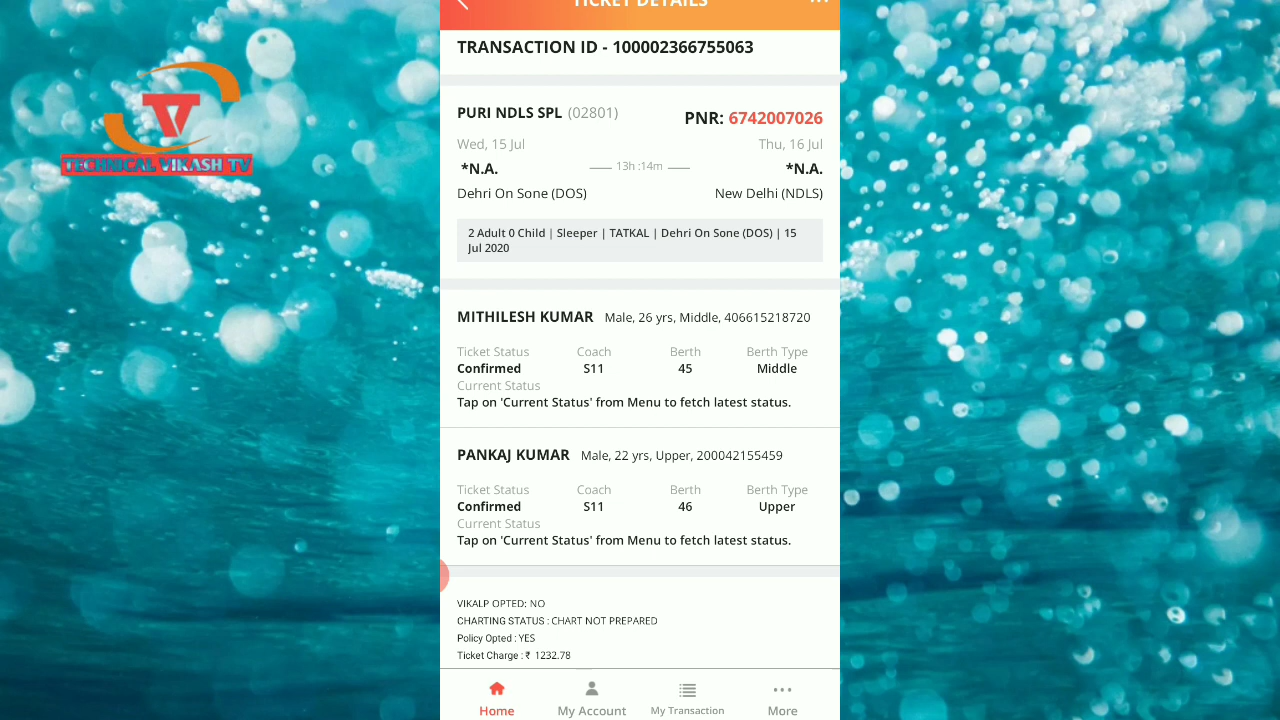 TICKET DETAILS
TRANSACTION ID - 100002366755063
TECHNICAL VIKASH TV
PURI NDLS SPL (02801) PNR: 6742007026
Wed, 15 Jul Thu, 16 Jul
*N.A. 13h :14m *N.A.
Dehri On Sone (DOS) New Delhi (NDLS)
2 Adult 0 Child | Sleeper | TATKAL | Dehri On Sone (DOS) | 15
Jul 2020
MITHILESH KUMAR Male, 26 yrs, Middle, 406615218720
Ticket Status Coach Berth Berth Type
Confirmed S11 45 Middle
Current Status
Tap on 'Current Status' from Menu to fetch latest status.
PANKAJ KUMAR Male, 22 yrs, Upper, 200042155459
Ticket Status Coach Berth Berth Type
Confirmed S11 46 Upper
Current Status
Tap on 'Current Status' from Menu to fetch latest status.
VIKALP OPTED: NO
CHARTING STATUS : CHART NOT PREPARED
Policy Opted : YES
Ticket Charge : ₹ 1232.78
Home My Account My Transaction More